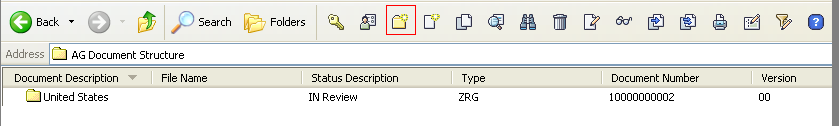 Back Search Folders
Address AG Document Structure
Document Description File Name Status Description Type Document Number Version
United States IN Review ZRG 10000000002 00